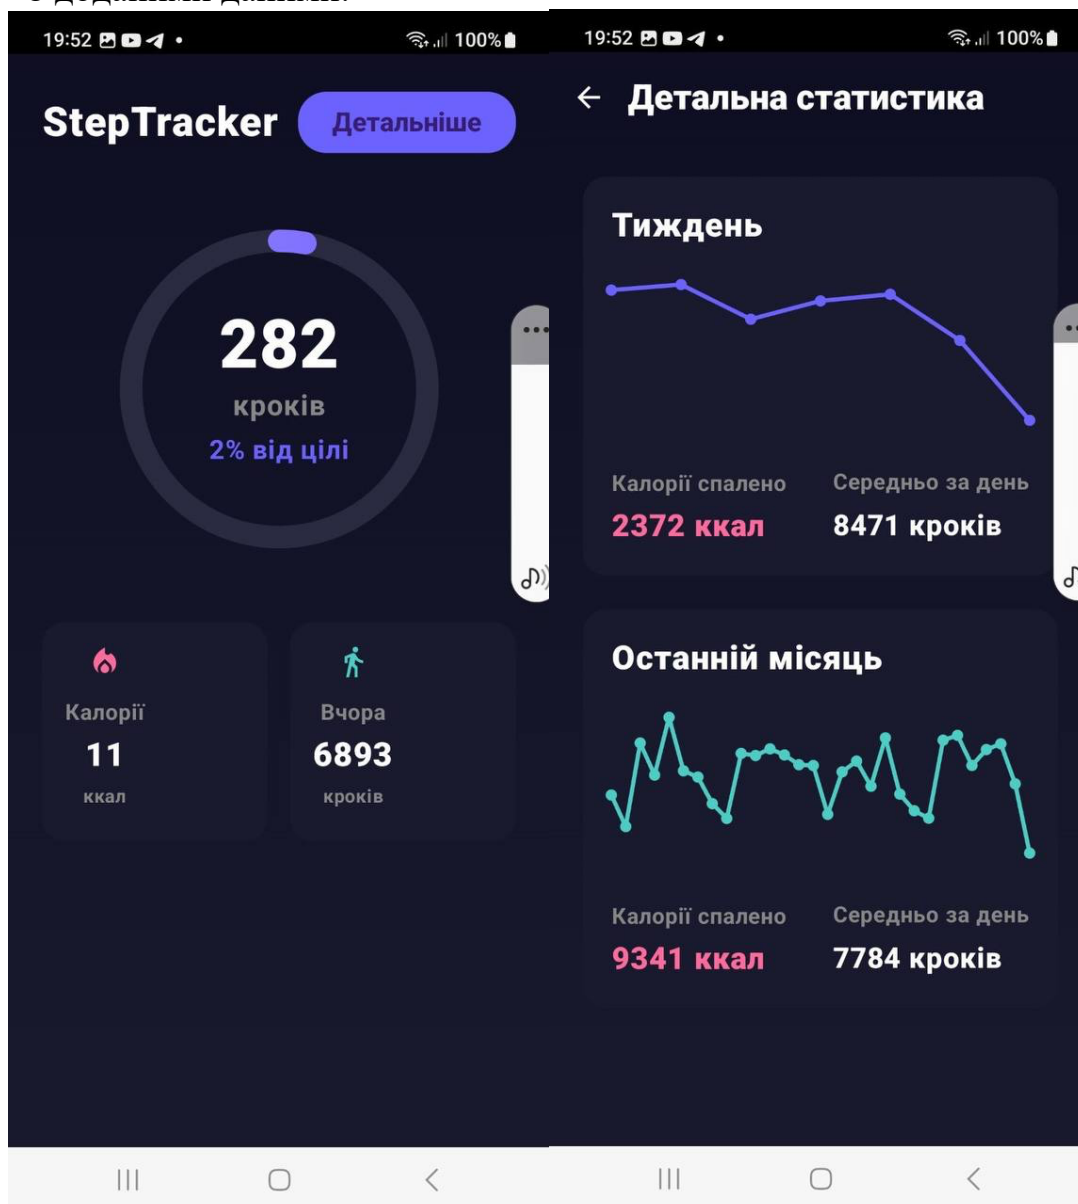 З доданими даними:
19:52
100%
StepTracker
Детальніше
282
кроків
2% від цілі
Калорії
11
ккал
Вчора
6893
кроків
19:52
100%
Детальна статистика
Тиждень
Калорії спалено
Середньо за день
2372 ккал
8471 кроків
Останній місяць
Калорії спалено
Середньо за день
9341 ккал
7784 кроків